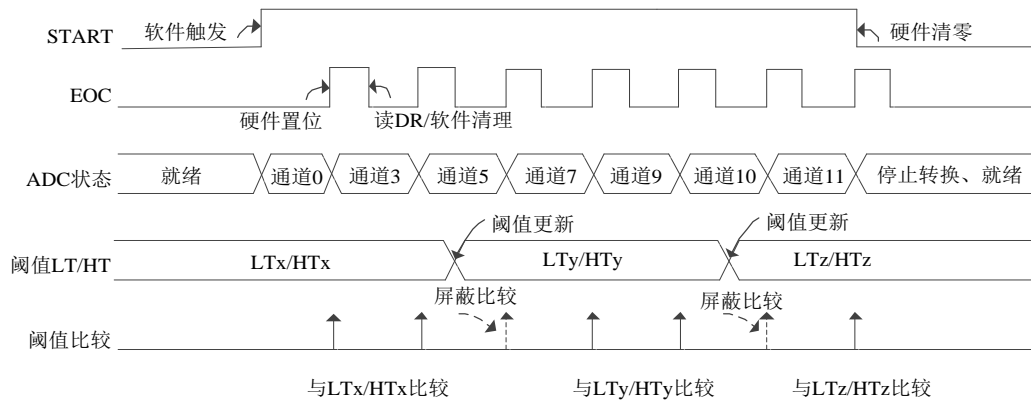 START
软件触发
硬件清零
EOC
硬件置位
读DR/软件清理
ADC状态
就绪
通道0
通道3
通道5
通道7
通道9
通道10
通道11
停止转换、就绪
阈值更新
阈值更新
阈值LT/HT
LTx/HTx
LTy/HTy
LTz/HTz
屏蔽比较
屏蔽比较
阈值比较
与LTx/HTx比较
与LTy/HTy比较
与LTz/HTz比较